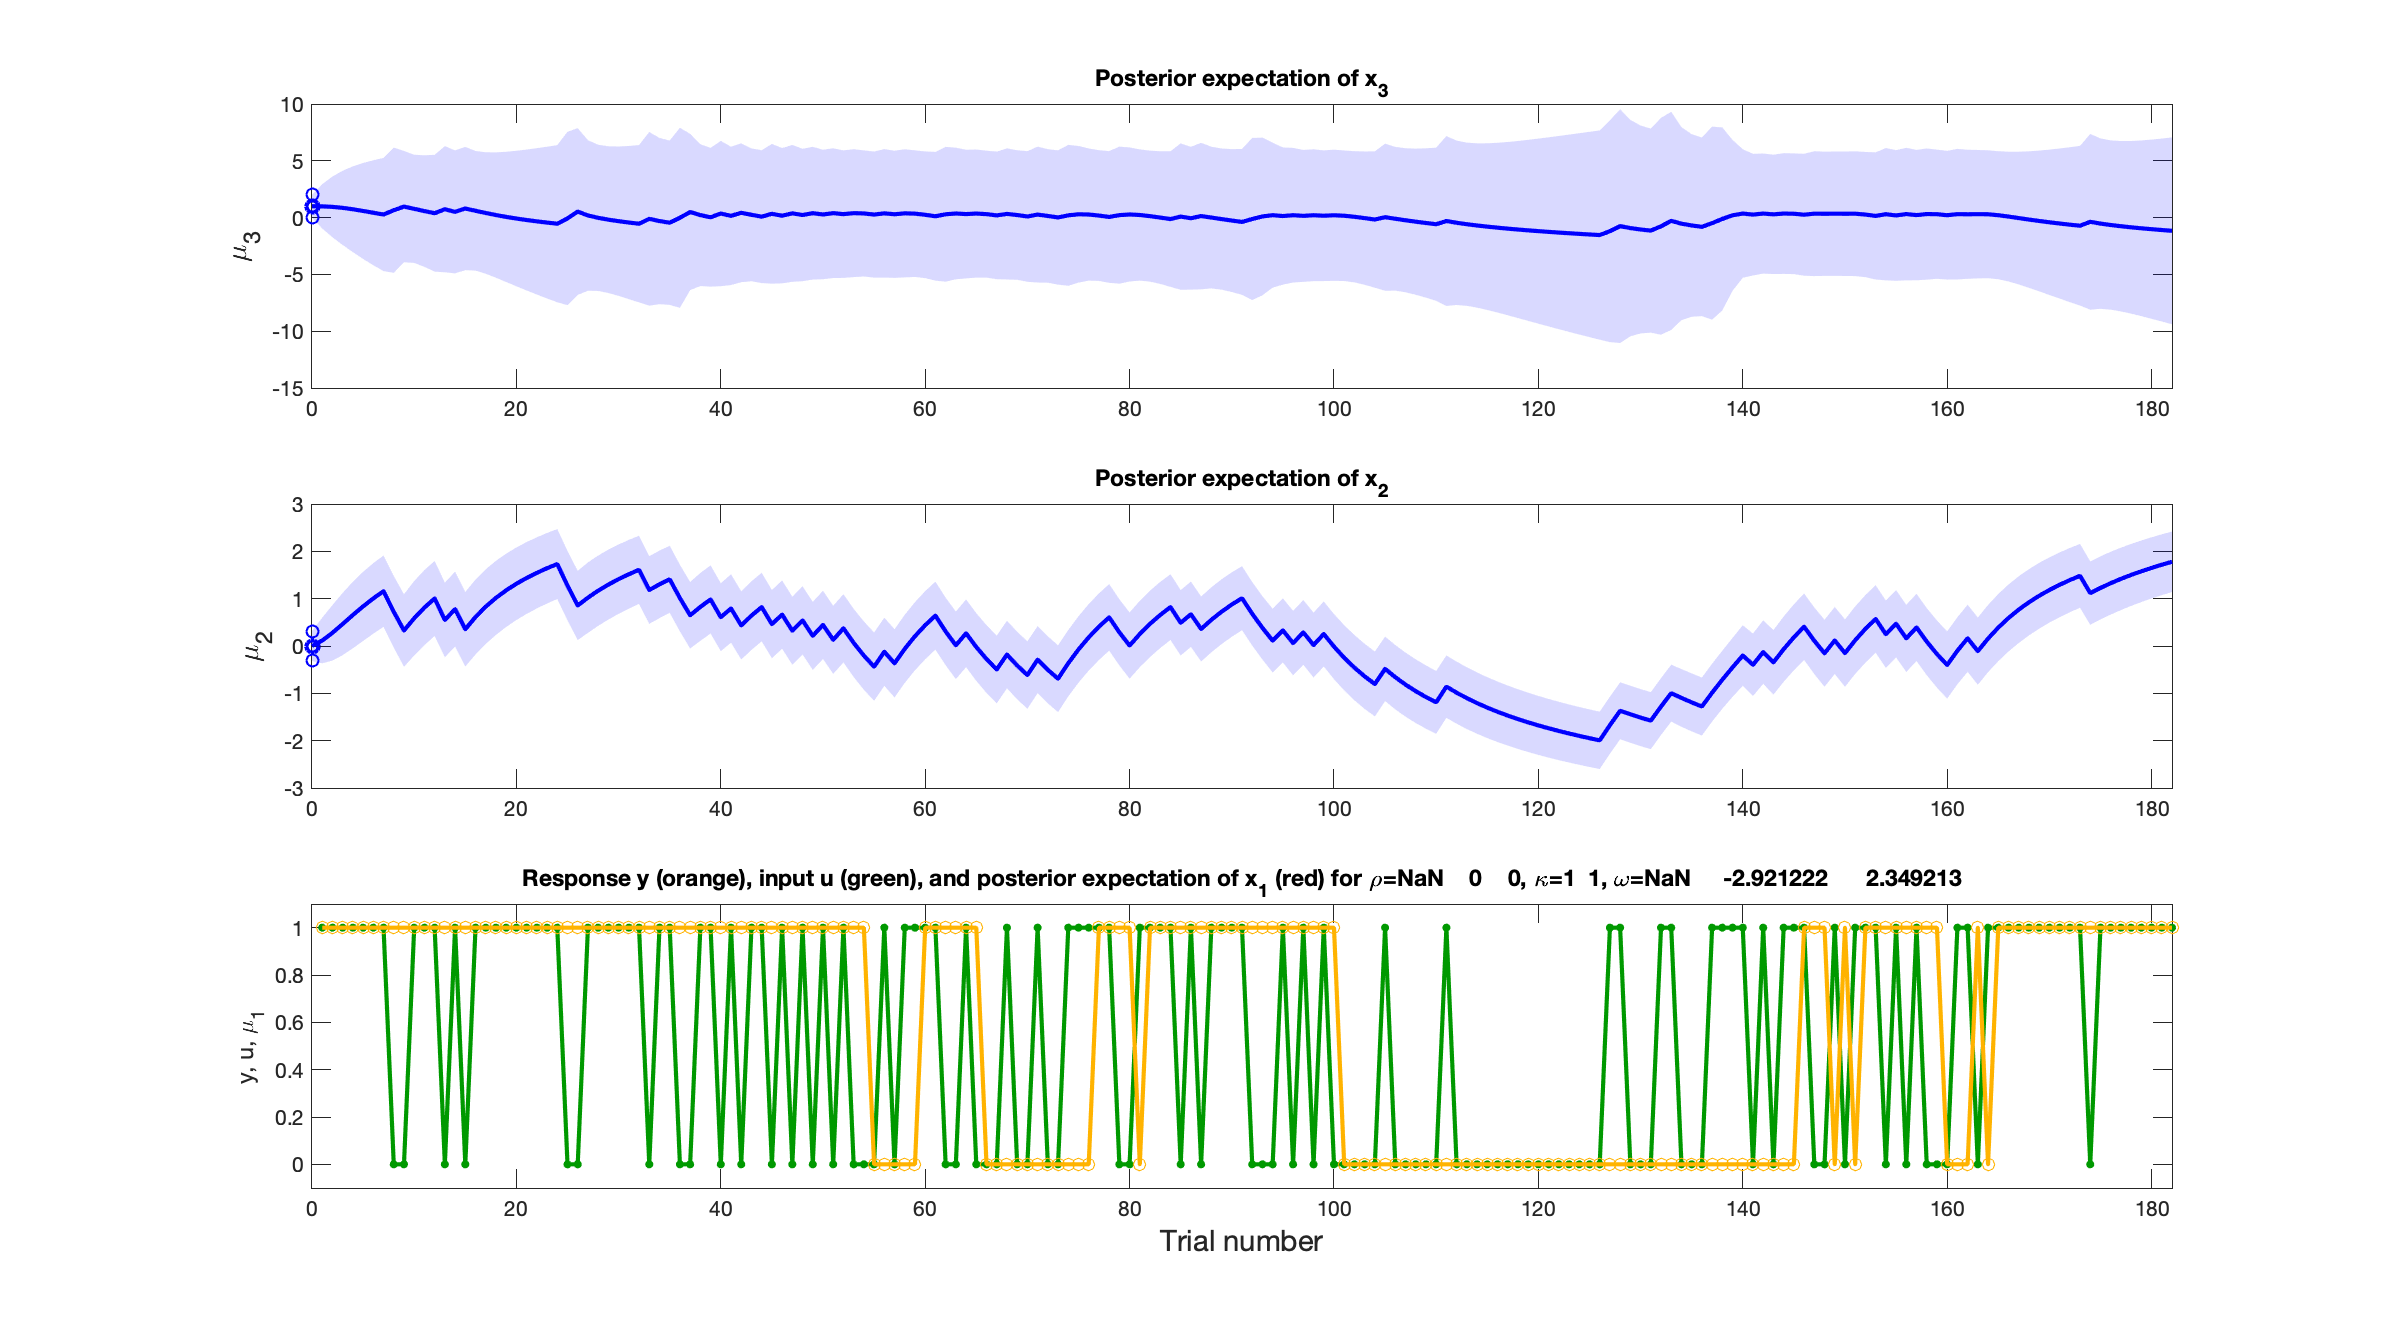 Posterior expectation of x3
10
5
0
-5
-10
-15
μ3
0 20 40 60 80 100 120 140 160 180
Posterior expectation of x2
3
2
1
0
-1
-2
-3
μ2
0 20 40 60 80 100 120 140 160 180
Response y (orange), input u (green), and posterior expectation of x1 (red) for ρ=NaN 0 0, κ=1 1, ω=NaN -2.921222 2.349213
1
0.8
0.6
0.4
0.2
0
y, u, μ1
0 20 40 60 80 100 120 140 160 180
Trial number